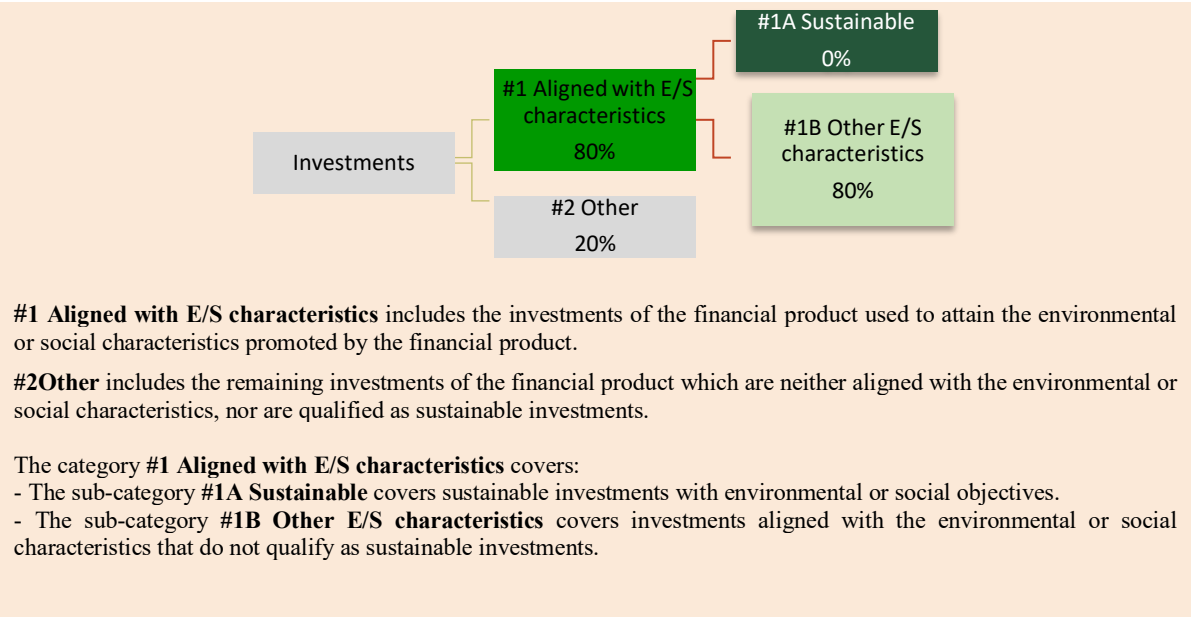 #1A Sustainable
0%
#1 Aligned with E/S
characteristics
80%
#1B Other E/S
characteristics
80%
Investments
#2 Other
20%
#1 Aligned with E/S characteristics includes the investments of the financial product used to attain the environmental
or social characteristics promoted by the financial product.
#2Other includes the remaining investments of the financial product which are neither aligned with the environmental or
social characteristics, nor are qualified as sustainable investments.
The category #1 Aligned with E/S characteristics covers:
- The sub-category #1A Sustainable covers sustainable investments with environmental or social objectives.
- The sub-category #1B Other E/S characteristics covers investments aligned with the environmental or social
characteristics that do not qualify as sustainable investments.